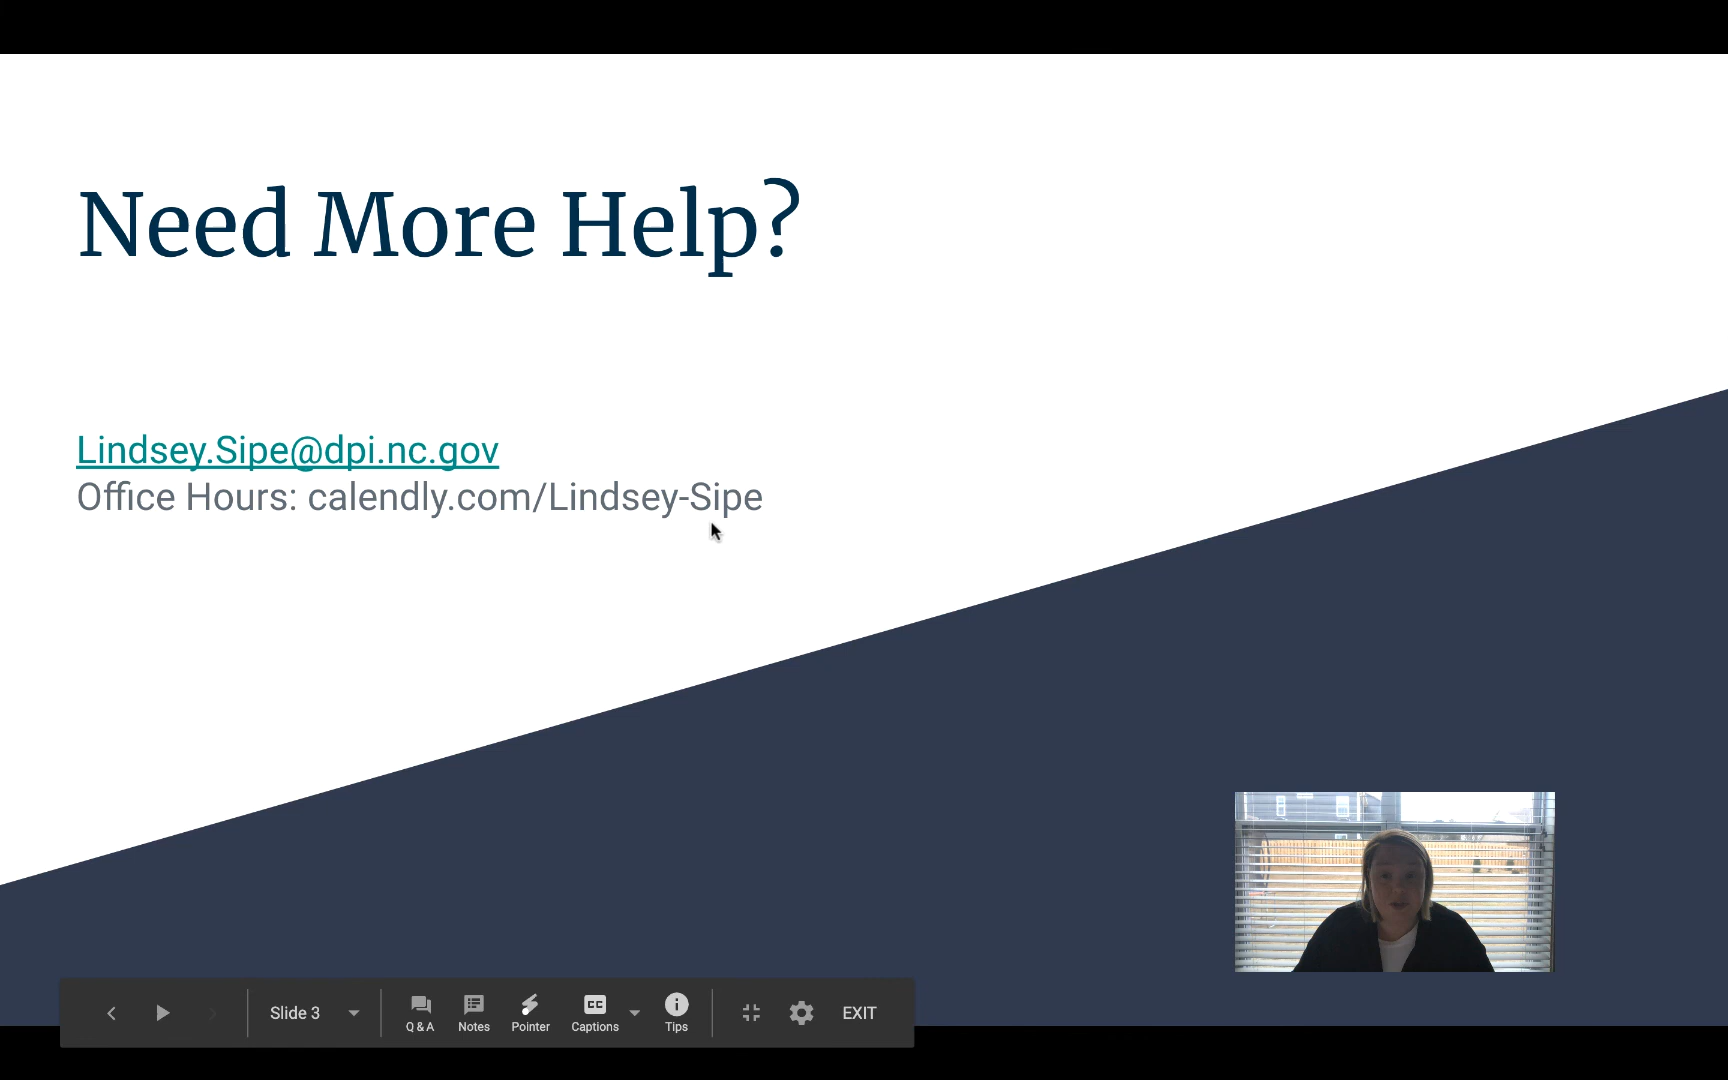 Need More Help?
Lindsey.Sipe@dpi.nc.gov
Office Hours: calendly.com/Lindsey-Sipe
Slide 3
Q & A
Notes
Pointer
CC
Captions
Tips
EXIT